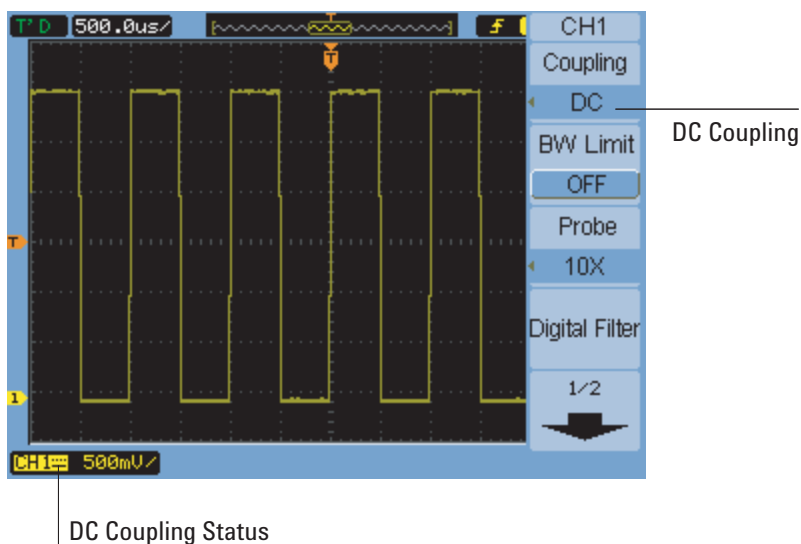 T'D 500.0us/ T CH1
T Coupling
DC
DC Coupling
BW Limit
OFF
Probe
T
10X
Digital Filter
1/2
1
CH1 500mV/
DC Coupling Status